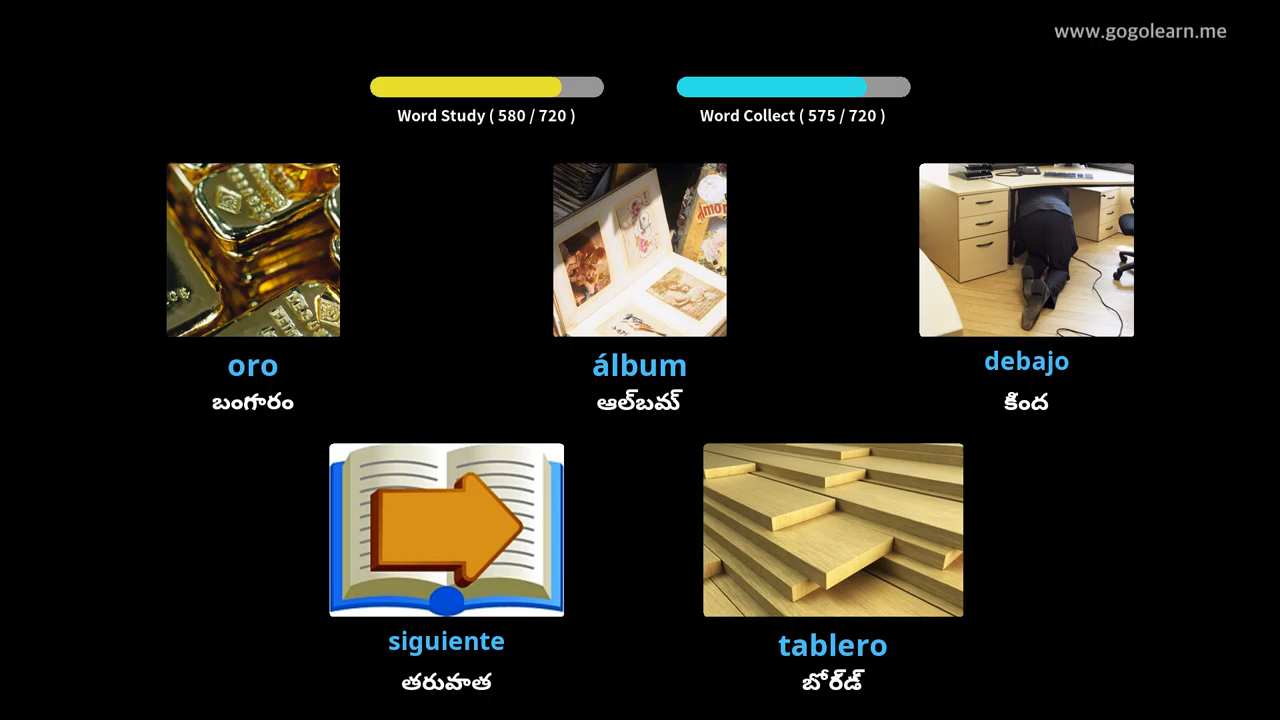 www.gogolearn.me
Word Study ( 580 / 720 )
Word Collect ( 575 / 720 )
oro
álbum
debajo
బంగారం
ఆల్బమ్
కింద
siguiente
tablero
తరువాత
బోర్డ్